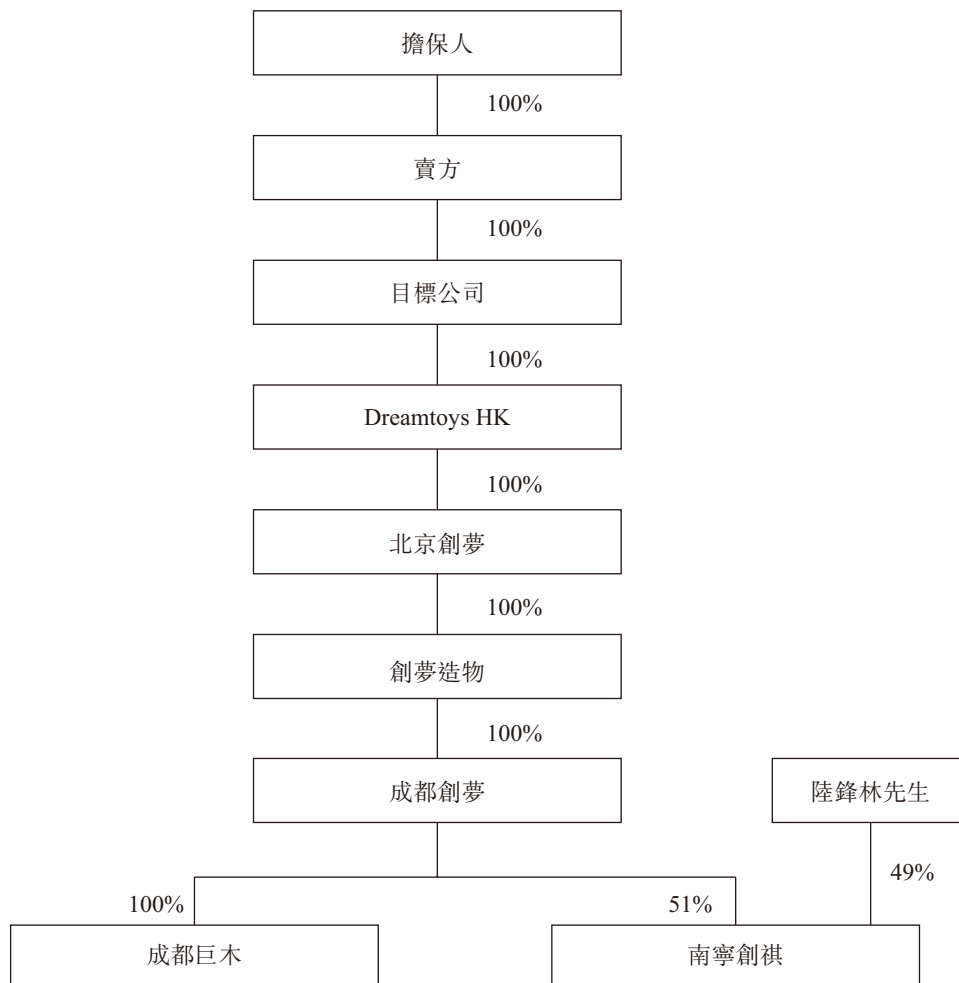 擔保人
100%
賣方
100%
目標公司
100%
Dreamtoys HK
100%
北京創夢
100%
創夢造物
100%
成都創夢
陸鋒林先生
100%
51%
49%
成都巨木
南寧創祺